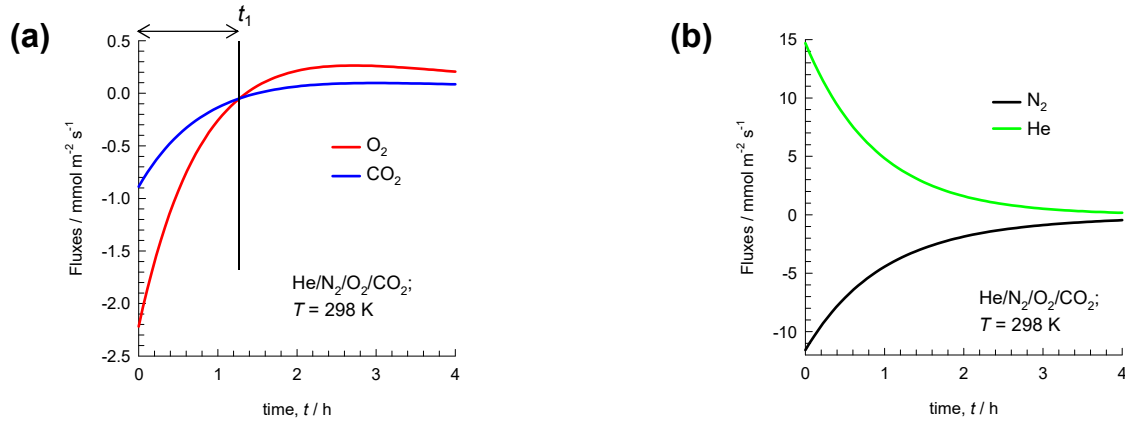 (a)
t₁
0.5
0.0
-0.5
-1.0
-1.5
-2.0
-2.5
Fluxes / mmol m⁻² s⁻¹
O₂
CO₂
He/N₂/O₂/CO₂;
T = 298 K
0 1 2 3 4
time, t / h
(b)
15
10
5
0
-5
-10
Fluxes / mmol m⁻² s⁻¹
N₂
He
He/N₂/O₂/CO₂;
T = 298 K
0 1 2 3 4
time, t / h